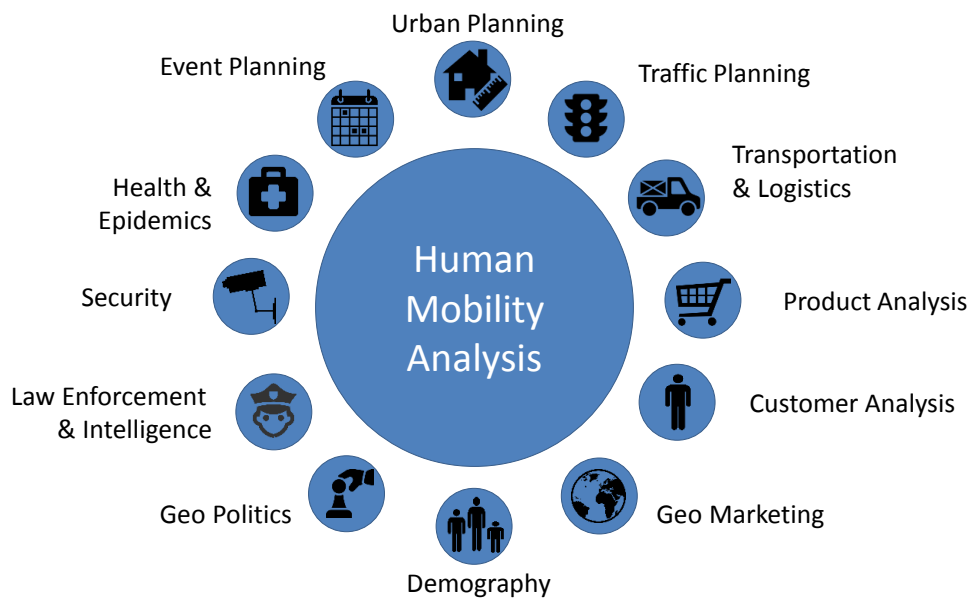 Urban Planning
Event Planning
Traffic Planning
Transportation
& Logistics
Health &
Epidemics
Human
Mobility
Analysis
Security
Product Analysis
Law Enforcement
& Intelligence
Customer Analysis
Geo Politics
Geo Marketing
Demography